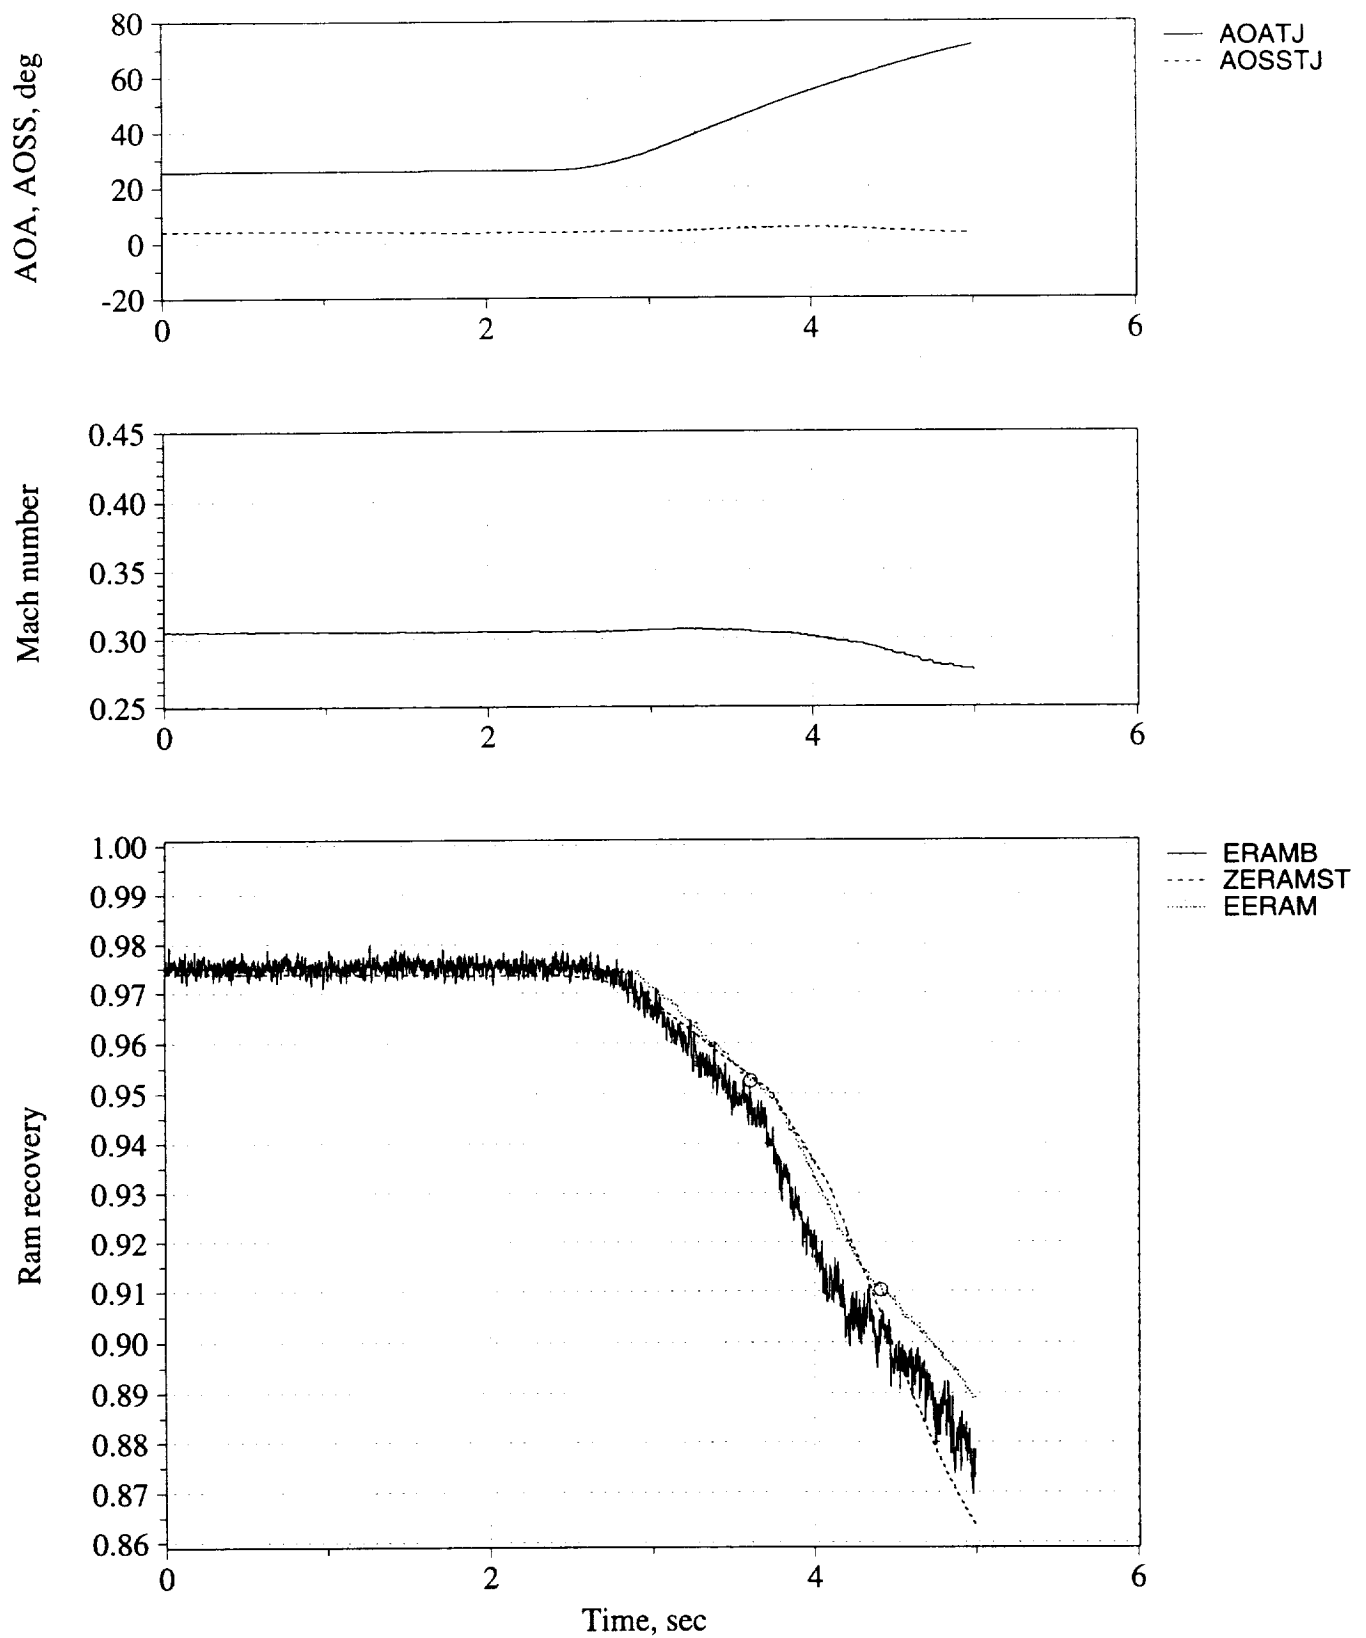 80
60
40
20
0
-20
AOA, AOSS, deg
0 2 4 6
AOATJ
AOSSTJ
0.45
0.40
0.35
0.30
0.25
Mach number
0 2 4 6
1.00
0.99
0.98
0.97
0.96
0.95
0.94
0.93
0.92
0.91
0.90
0.89
0.88
0.87
0.86
Ram recovery
0 2 4 6
Time, sec
ERAMB
ZERAMST
EERAM